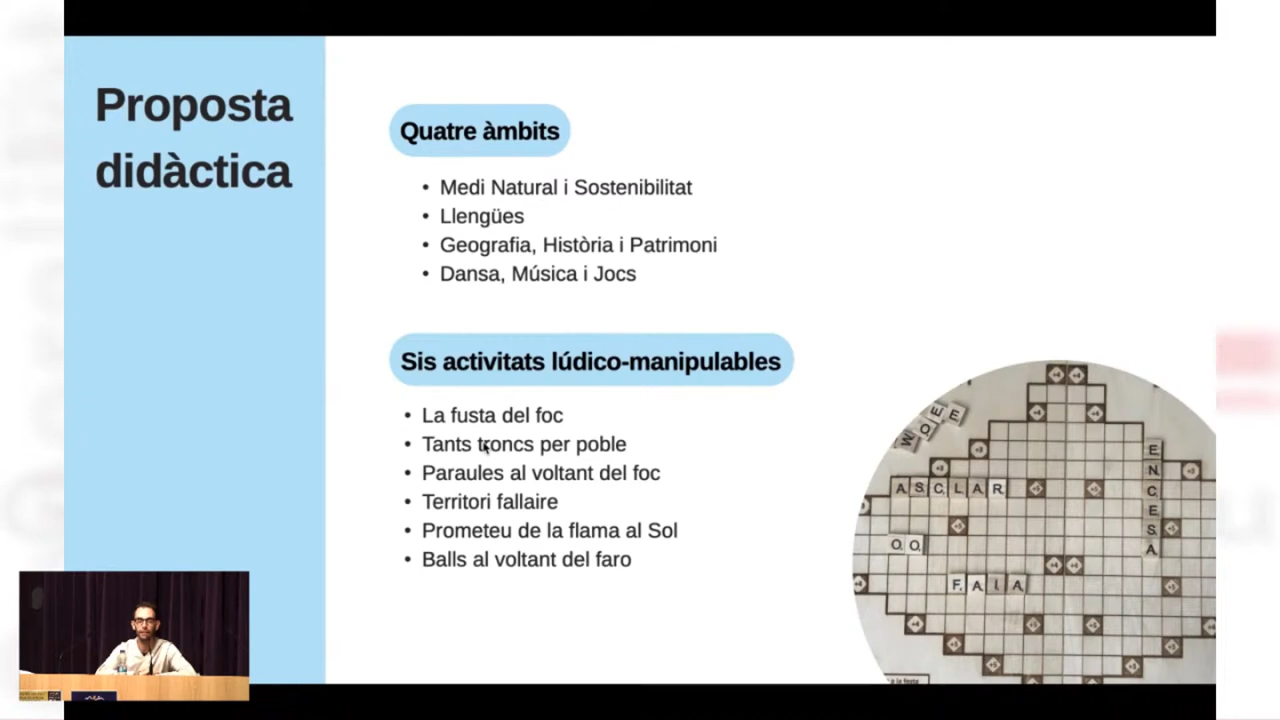 Proposta
didàctica
Quatre àmbits
• Medi Natural i Sostenibilitat
• Llengües
• Geografia, Història i Patrimoni
• Dansa, Música i Jocs
Sis activitats lúdico-manipulables
• La fusta del foc
• Tants troncs per poble
• Paraules al voltant del foc
• Territori fallaire
• Prometeu de la flama al Sol
• Balls al voltant del faro
W O E E
ASCLAR
ENCESA
O O
FAIA